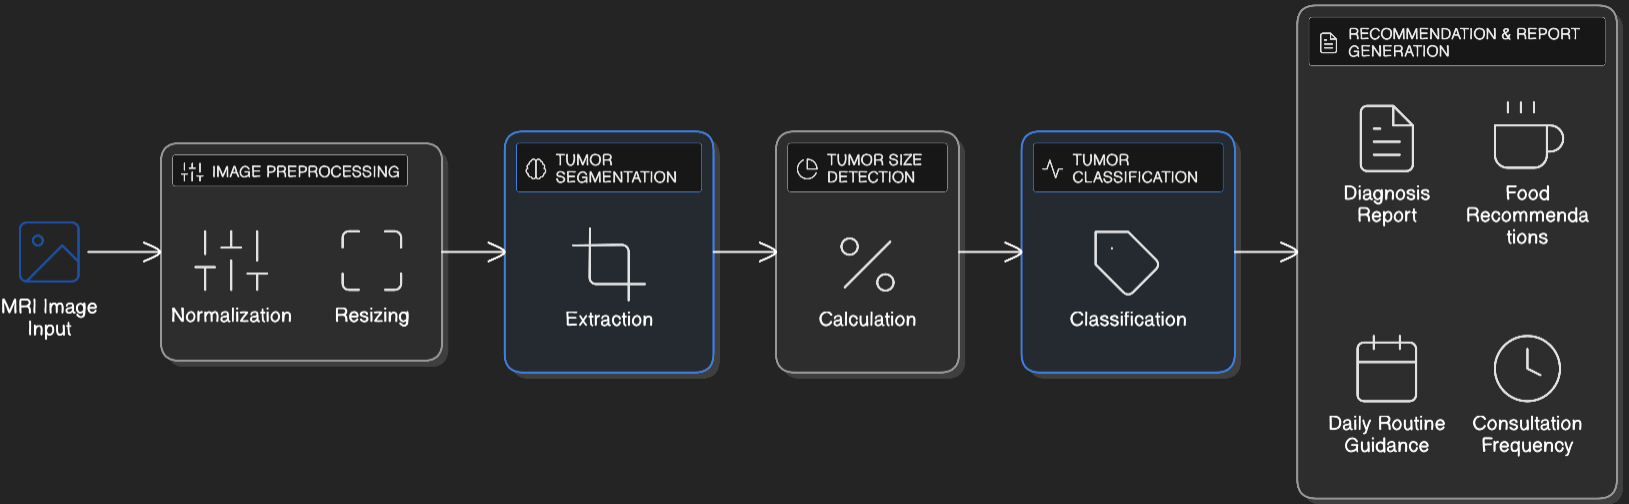 MRI Image
Input
IMAGE PREPROCESSING
Normalization
Resizing
TUMOR
SEGMENTATION
Extraction
TUMOR SIZE
DETECTION
Calculation
TUMOR
CLASSIFICATION
Classification
RECOMMENDATION & REPORT
GENERATION
Diagnosis
Report
Food
Recommenda
tions
Daily Routine
Guidance
Consultation
Frequency